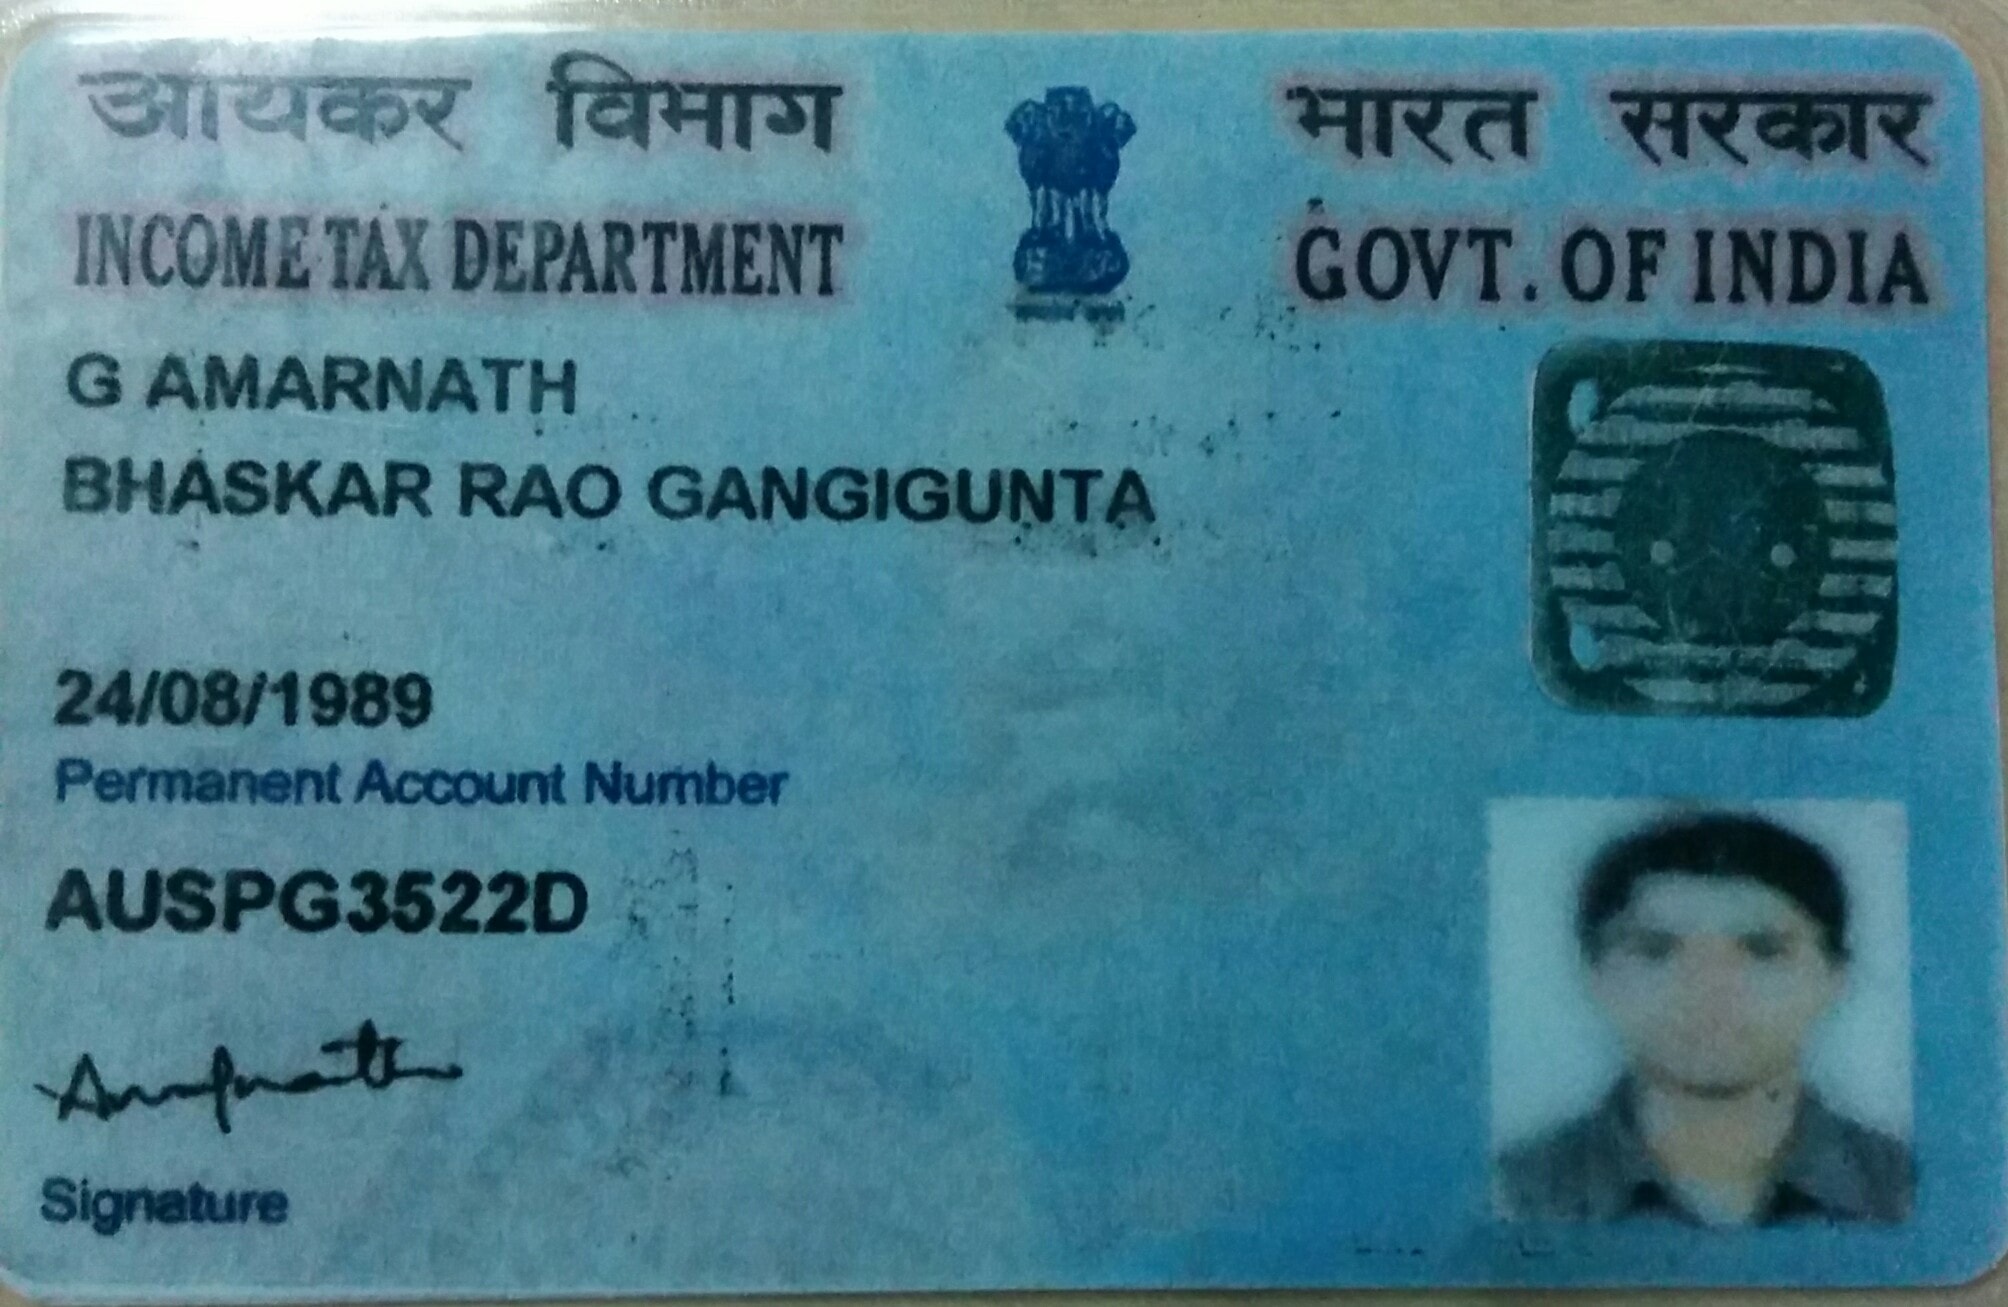 आयकर विभाग
भारत सरकार
INCOME TAX DEPARTMENT
GOVT. OF INDIA
G AMARNATH
BHASKAR RAO GANGIGUNTA
24/08/1989
Permanent Account Number
AUSPG3522D
Signature